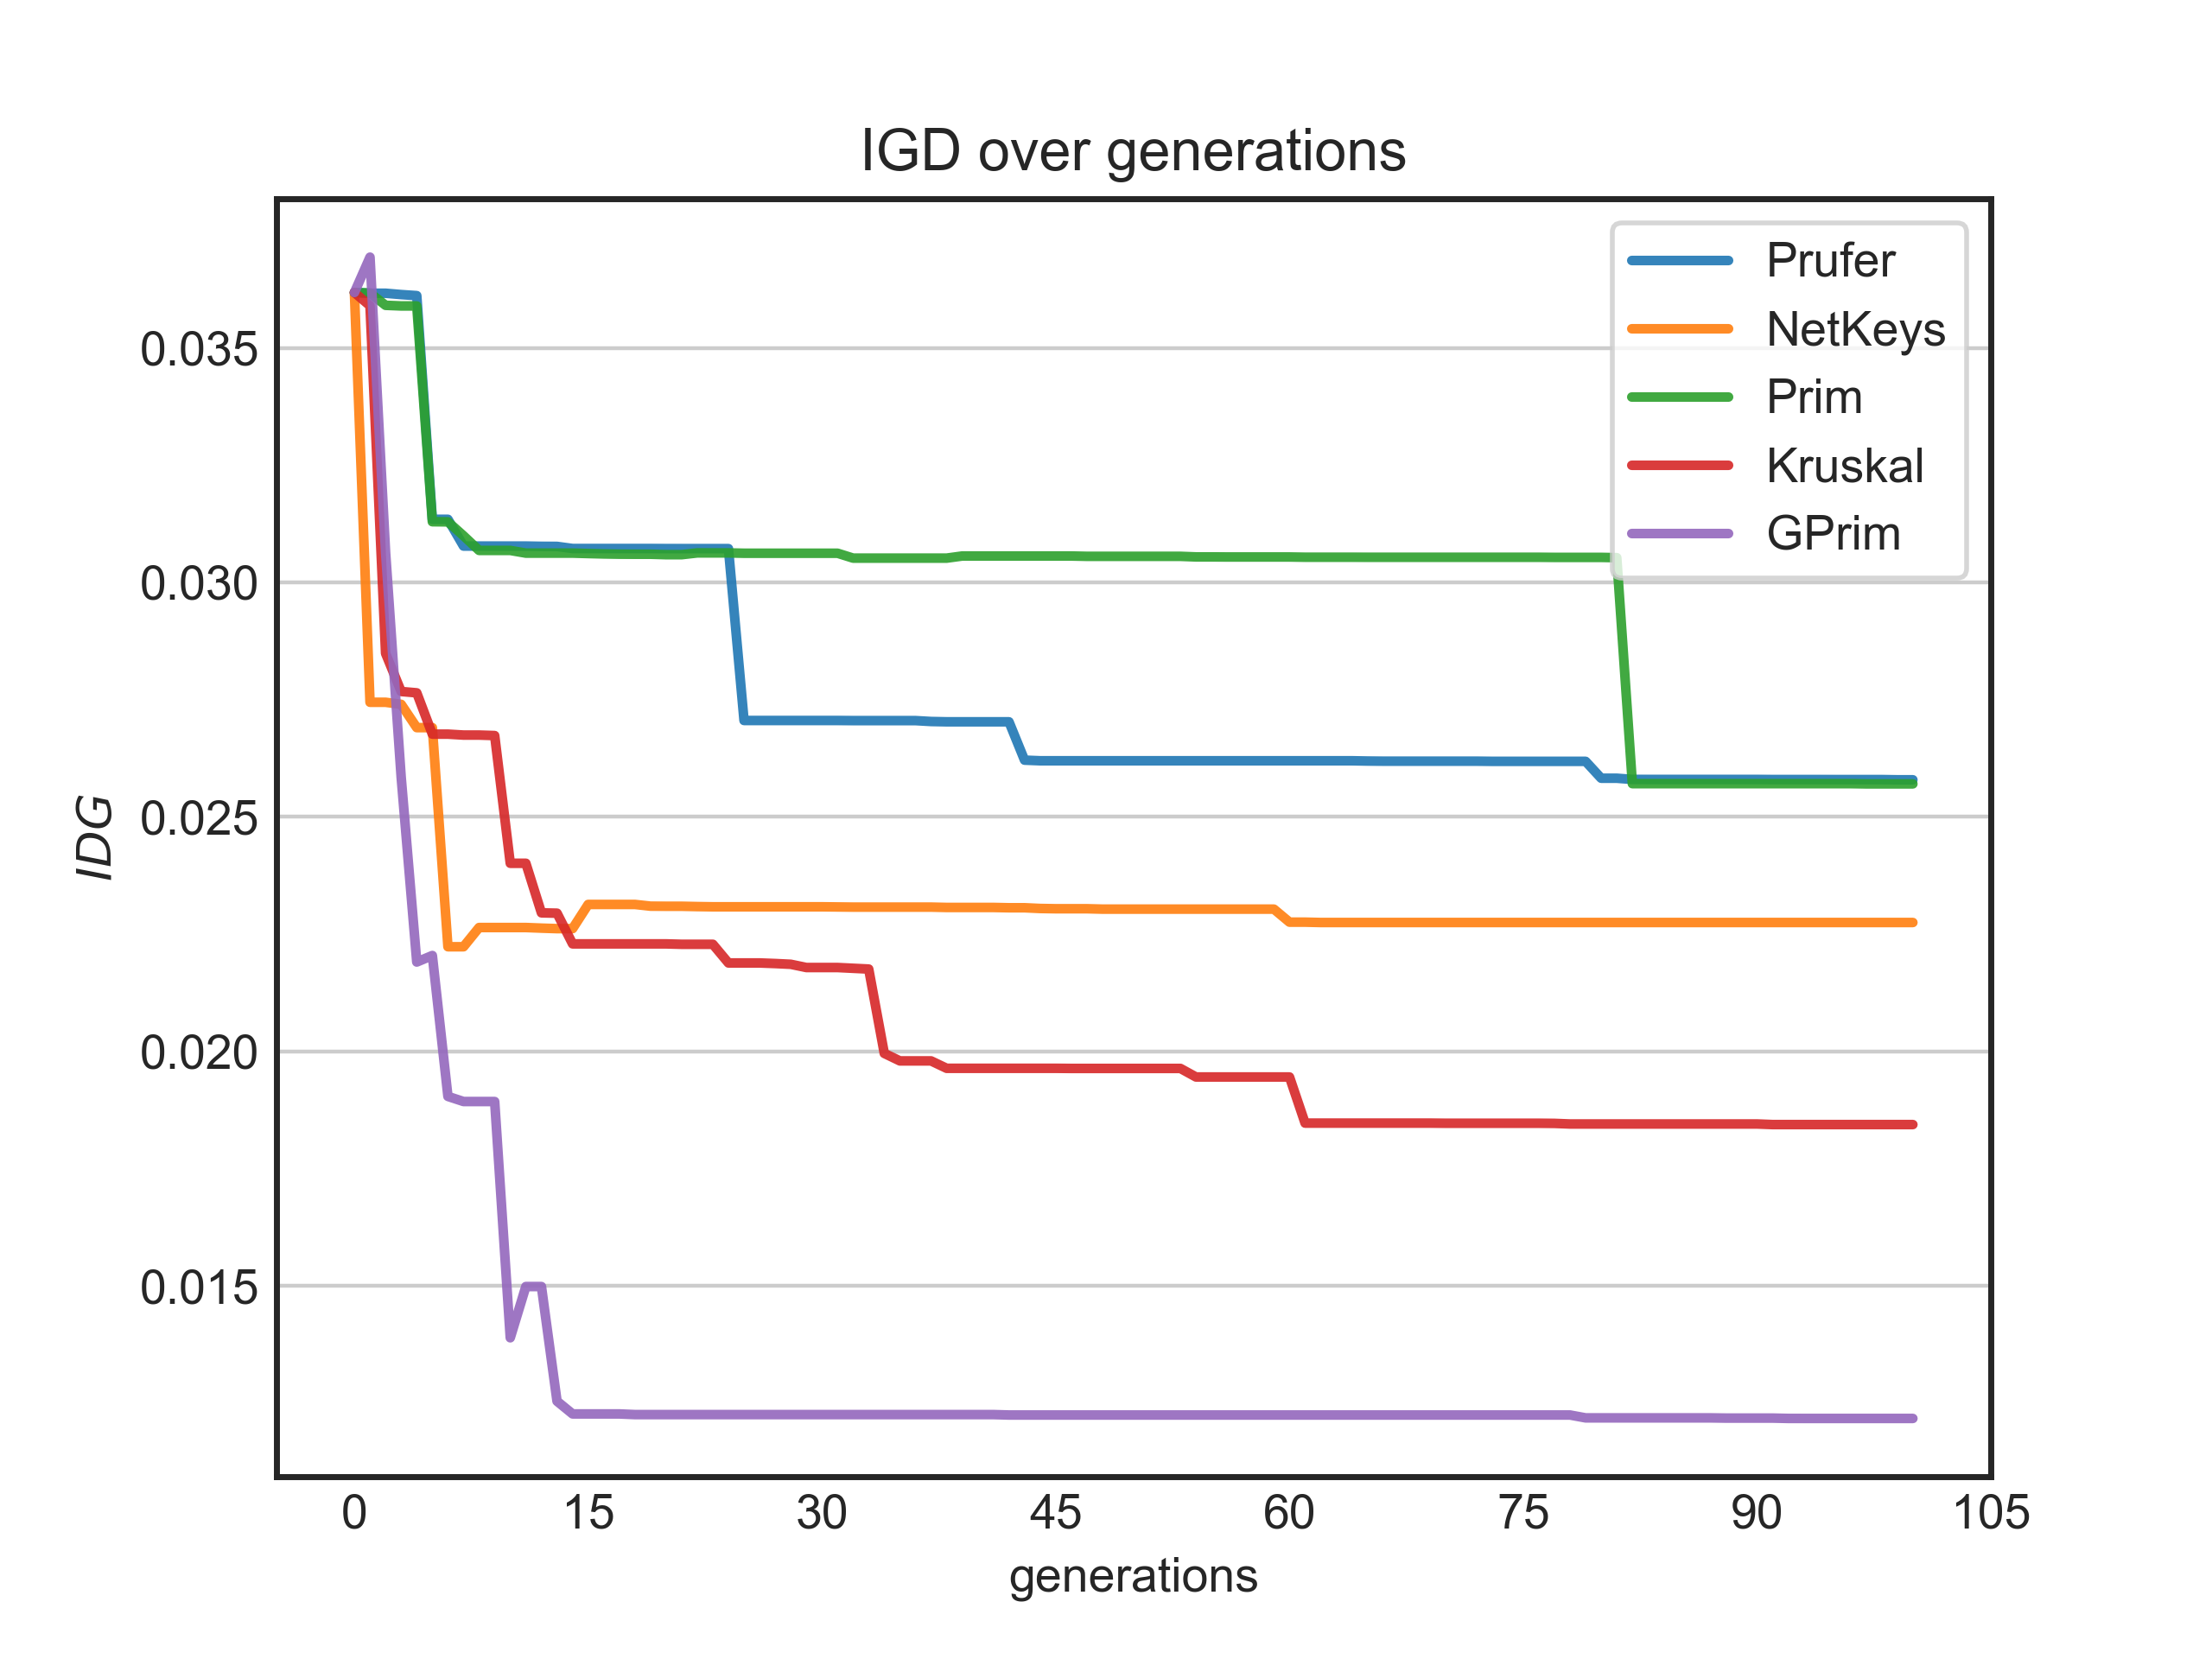 IGD over generations
Prufer
NetKeys
Prim
Kruskal
GPrim
0.035
0.030
0.025
0.020
0.015
IDG
0 15 30 45 60 75 90 105
generations